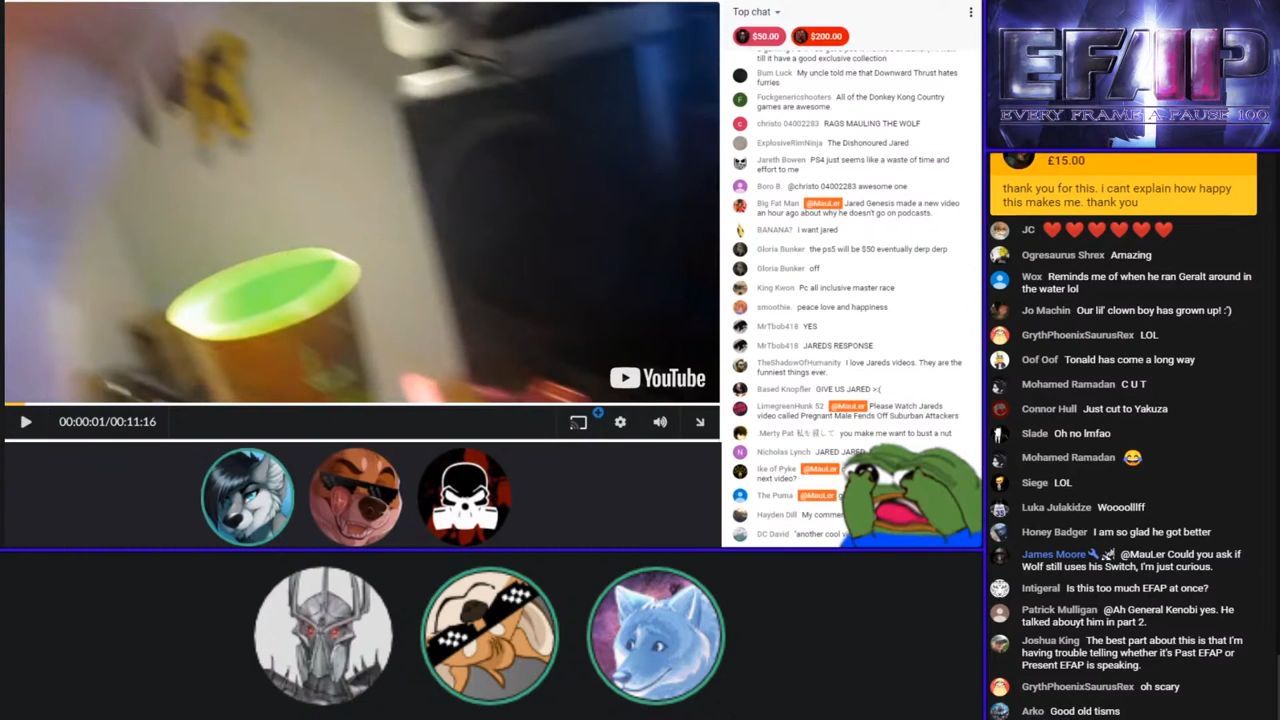 Top chat
$50.00 $200.00
till it have a good exclusive collection
Bum Luck My uncle told me that Downward Thrust hates
furries
Fuckgenericshooters All of the Donkey Kong Country
games are awesome.
christo 04002283 RAGS MAULING THE WOLF
ExplosiveRimNinja The Dishonoured Jared
Jareth Bowen PS4 just seems like a waste of time and
effort to me
Boro B. @christo 04002283 awesome one
Big Fat Man @MauLer Jared Genesis made a new video
an hour ago about why he doesn't go on podcasts.
BANANA? i want jared
Gloria Bunker the ps5 will be $50 eventually derp derp
Gloria Bunker off
King Kwon Pc all inclusive master race
smoothie. peace love and happiness
MrTbob418 YES
MrTbob418 JAREDS RESPONSE
TheShadowOfHumanity I love Jareds videos. They are the
funniest things ever.
Based Knopfler GIVE US JARED >:(
LimegreenHunk 52 @MauLer Please Watch Jareds
video called Pregnant Male Fends Off Suburban Attackers
.Merty Pat 私を殺して you make me want to bust a nut
Nicholas Lynch JARED JARED
Ike of Pyke @MauLer
next video?
The Puma @MauLer
Hayden Dill My
DC David "another cool
YouTube
00:00:01/00:11:16
EFAP
EVERY FRAME A PAUSE 100
£15.00
thank you for this. i cant explain how happy
this makes me. thank you
JC ❤️❤️❤️❤️❤️❤️
Ogresaurus Shrex Amazing
Wox Reminds me of when he ran Geralt around in
the water lol
Jo Machin Our lil' clown boy has grown up! :')
GrythPhoenixSaurusRex LOL
Oof Oof Tonald has come a long way
Mohamed Ramadan C U T
Connor Hull Just cut to Yakuza
Slade Oh no lmfao
Mohamed Ramadan 😂
Siege LOL
Luka Julakidze Woooolllff
Honey Badger I am so glad he got better
James Moore @MauLer Could you ask if
Wolf still uses his Switch, I'm just curious.
Intigeral Is this too much EFAP at once?
Patrick Mulligan @Ah General Kenobi yes. He
talked abouyt him in part 2.
Joshua King The best part about this is that I'm
having trouble telling whether it's Past EFAP or
Present EFAP is speaking.
GrythPhoenixSaurusRex oh scary
Arko Good old tisms